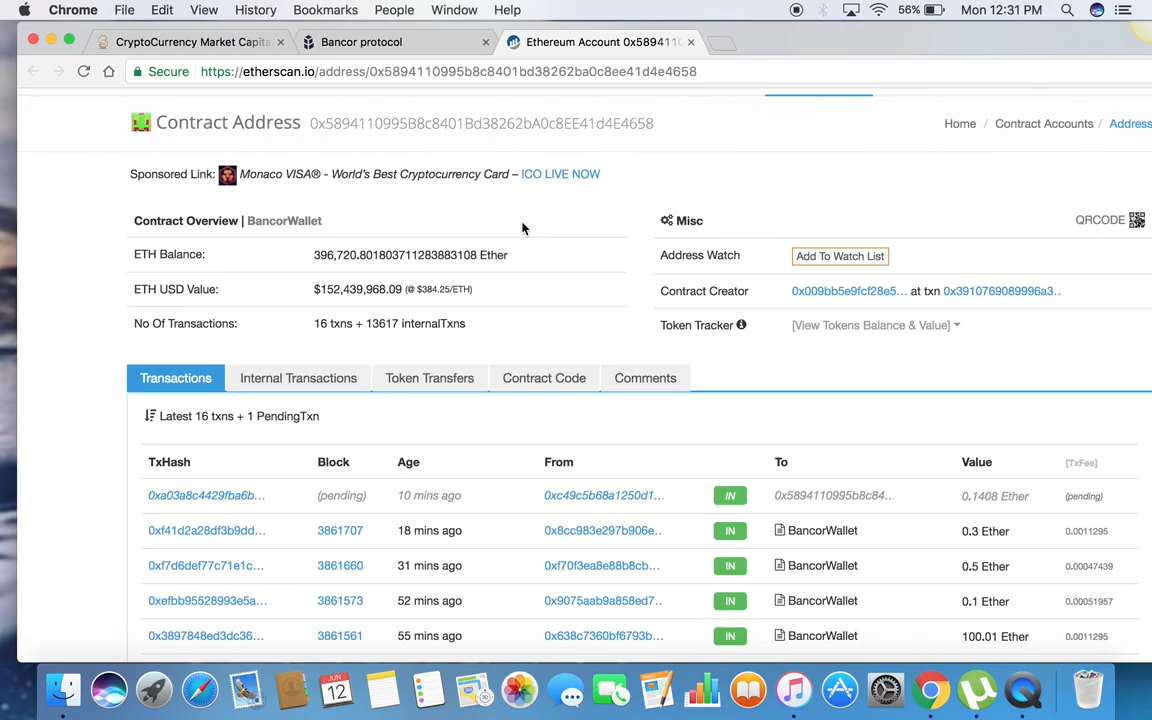 Chrome File Edit View History Bookmarks People Window Help 56% Mon 12:31 PM
CryptoCurrency Market Capita Bancor protocol Ethereum Account 0x5894110
Secure https://etherscan.io/address/0x5894110995b8c8401bd38262ba0c8ee41d4e4658
Contract Address 0x5894110995B8c8401Bd38262bA0c8EE41d4E4658 Home / Contract Accounts / Address
Sponsored Link: Monaco VISA® - World's Best Cryptocurrency Card – ICO LIVE NOW
Contract Overview | BancorWallet Misc QRCODE
ETH Balance: 396,720.801803711283883108 Ether Address Watch Add To Watch List
ETH USD Value: $152,439,968.09 (@ $384.25/ETH) Contract Creator 0x009bb5e9fcf28e5... at txn 0x3910769089996a3..
No Of Transactions: 16 txns + 13617 internalTxns Token Tracker [View Tokens Balance & Value]
Transactions Internal Transactions Token Transfers Contract Code Comments
Latest 16 txns + 1 PendingTxn
TxHash Block Age From To Value [TxFee]
0xa03a8c4429fba6b... (pending) 10 mins ago 0xc49c5b68a1250d1... IN 0x5894110995b8c84... 0.1408 Ether (pending)
0xf41d2a28df3b9dd... 3861707 18 mins ago 0x8cc983e297b906e.. IN BancorWallet 0.3 Ether 0.0011295
0xf7d6def77c71e1c... 3861660 31 mins ago 0xf70f3ea8e88b8cb... IN BancorWallet 0.5 Ether 0.00047439
0xefbb95528993e5a... 3861573 52 mins ago 0x9075aab9a858ed7.. IN BancorWallet 0.1 Ether 0.00051957
0x3897848ed3dc36... 3861561 55 mins ago 0x638c7360bf6793b... IN BancorWallet 100.01 Ether 0.0011295
JUN
12